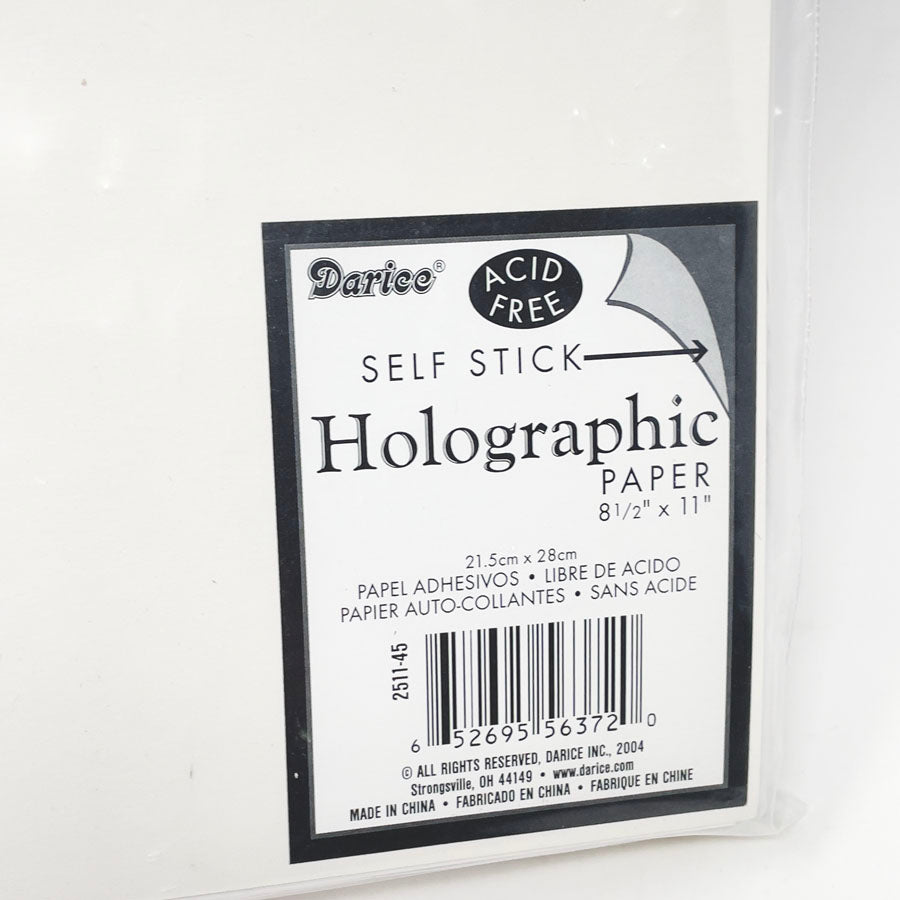 Darice®
ACID
FREE
SELF STICK
Holographic
PAPER
8 1/2" x 11"
21.5cm x 28cm
PAPEL ADHESIVOS • LIBRE DE ACIDO
PAPIER AUTO-COLLANTES • SANS ACIDE
2511-45
6 52695 56372 0
© ALL RIGHTS RESERVED, DARICE INC., 2004
Strongsville, OH 44149 • www.darice.com
MADE IN CHINA • FABRICADO EN CHINA • FABRIQUE EN CHINE